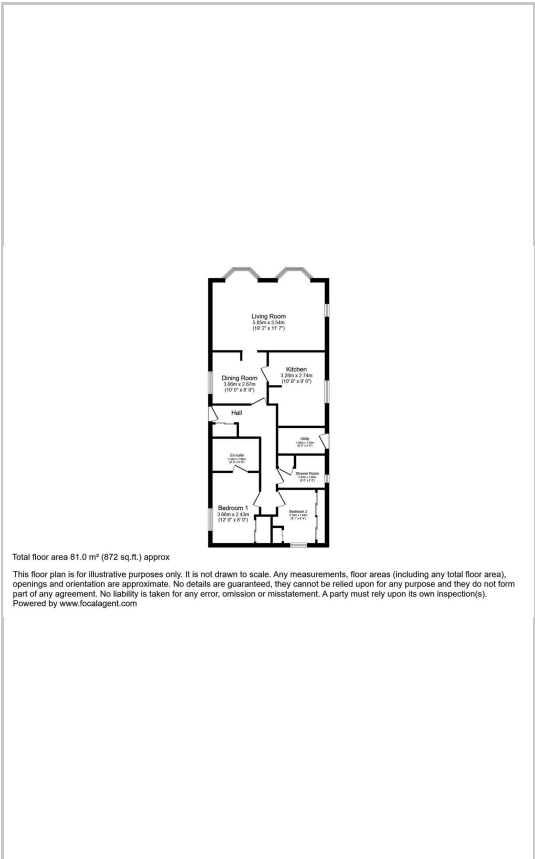 Living Room
5.85m x 3.54m
(19' 2" x 11' 7")
Kitchen
3.28m x 2.74m
(10' 9" x 9' 0")
Dining Room
(10' 0" x 8' 9")
Hall
Utility
En-suite
Shower Room
Bedroom 1
3.66m x 2.43m
(12' 0" x 8' 0")
Bedroom 2
Total floor area 81.0 m² (872 sq.ft.) approx
This floor plan is for illustrative purposes only. It is not drawn to scale. Any measurements, floor areas (including any total floor area),
openings and orientation are approximate. No details are guaranteed, they cannot be relied upon for any purpose and they do not form
part of any agreement. No liability is taken for any error, omission or misstatement. A party must rely upon its own inspection(s).
Powered by www.focalagent.com